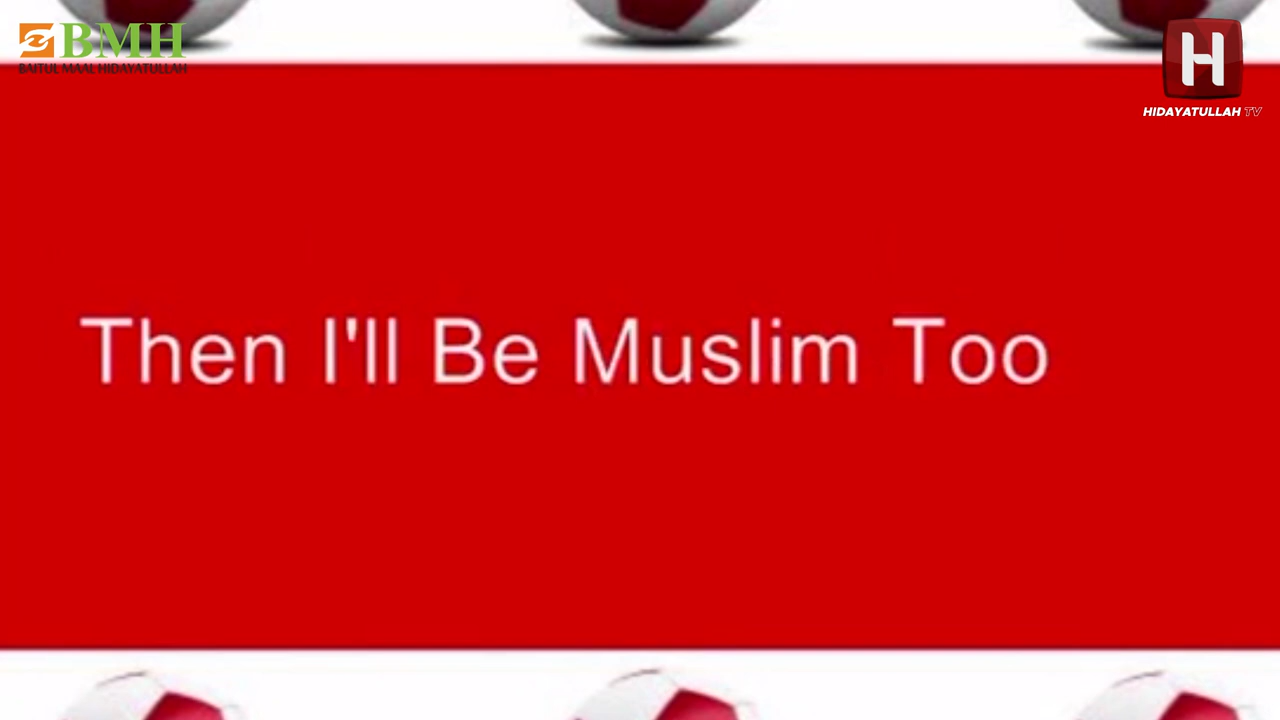 BMH
BAITUL MAAL HIDAYATULLAH
H
HIDAYATULLAH TV
Then I'll Be Muslim Too